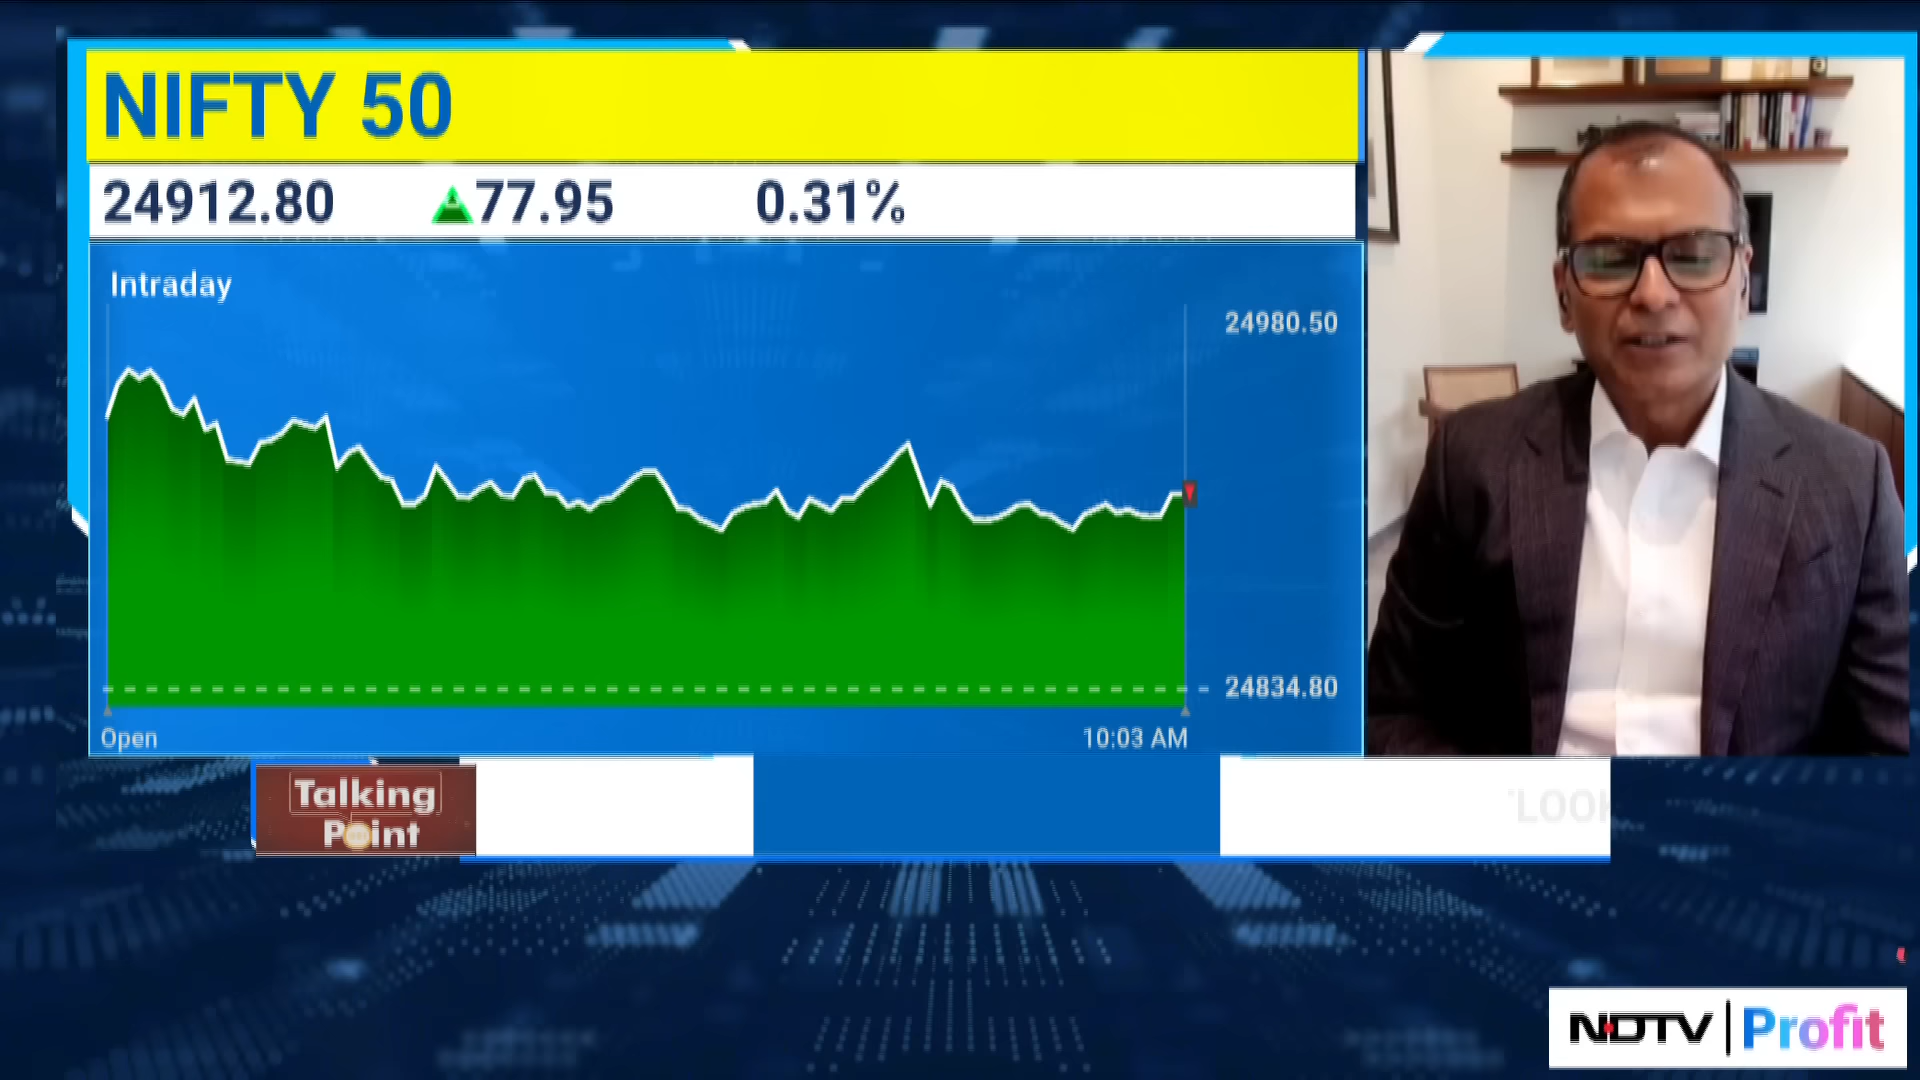 NIFTY 50
24912.80 77.95 0.31%
Intraday
24980.50
24834.80
Open 10:03 AM
Talking
Point
NDTV Profit